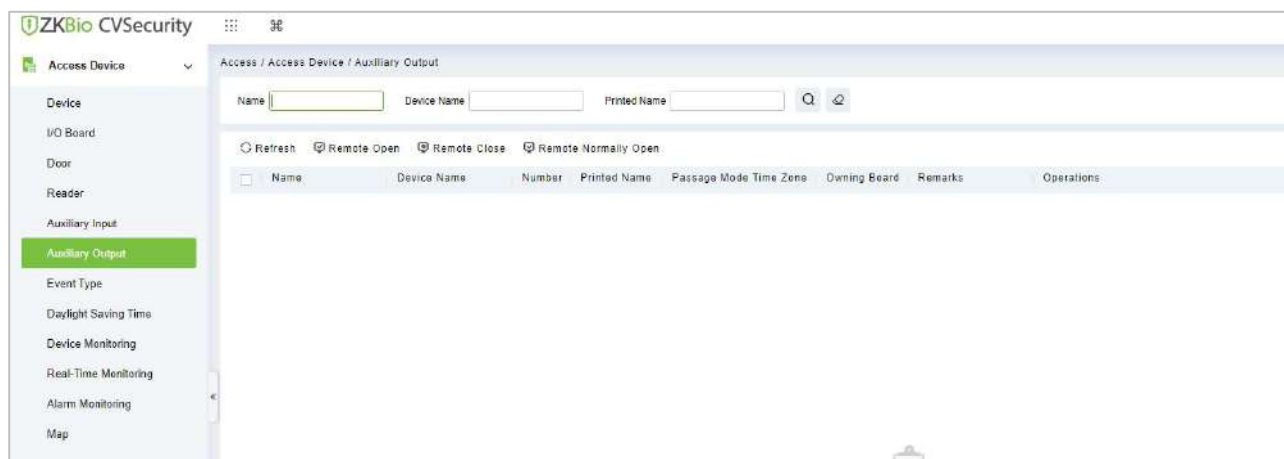 ZKBio CVSecurity
Access Device
Access / Access Device / Auxiliary Output
Device
I/O Board
Door
Reader
Auxiliary Input
Auxiliary Output
Event Type
Daylight Saving Time
Device Monitoring
Real-Time Monitoring
Alarm Monitoring
Map
Name Device Name Printed Name
Refresh Remote Open Remote Close Remote Normally Open
Name Device Name Number Printed Name Passage Mode Time Zone Owning Board Remarks Operations